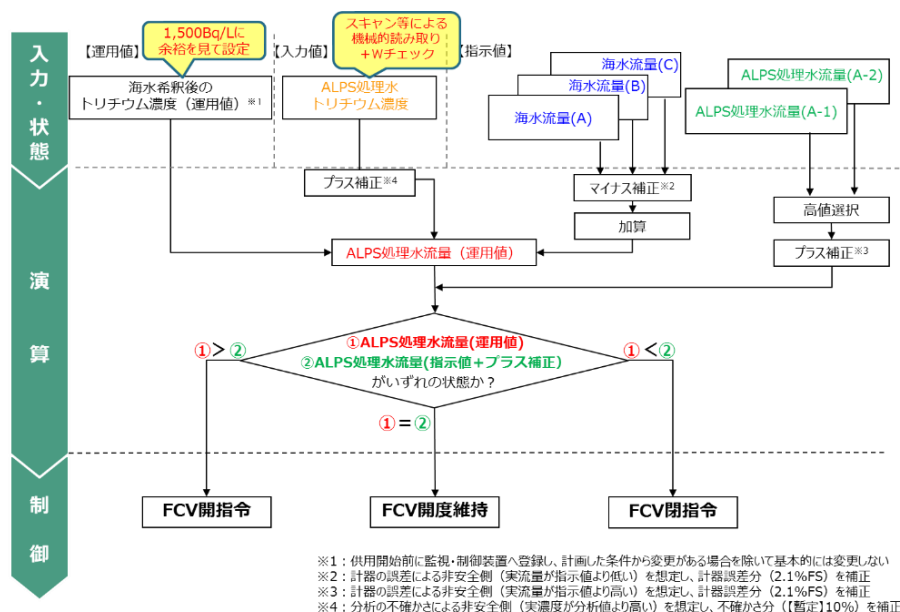 入力・状態
【運用値】
1,500Bq/Lに
余裕を見て設定
【入力値】
スキャン等による
機械的読み取り
+Wチェック
【指示値】
海水希釈後の
トリチウム濃度（運用値）※1
ALPS処理水
トリチウム濃度
海水流量(C)
海水流量(B)
海水流量(A)
ALPS処理水流量(A-2)
ALPS処理水流量(A-1)
演算
プラス補正※4
マイナス補正※2
加算
高値選択
プラス補正※3
ALPS処理水流量（運用値）
①ALPS処理水流量(運用値)
②ALPS処理水流量(指示値+プラス補正）
がいずれの状態か？
①>②
①<②
①=②
制御
FCV開指令
FCV開度維持
FCV閉指令
※1：供用開始前に監視・制御装置へ登録し、計画した条件から変更がある場合を除いて基本的には変更しない
※2：計器の誤差による非安全側（実流量が指示値より低い）を想定し、計器誤差分（2.1%FS）を補正
※3：計器の誤差による非安全側（実流量が指示値より高い）を想定し、計器誤差分（2.1%FS）を補正
※4：分析の不確かさによる非安全側（実濃度が分析値より高い）を想定し、不確かさ分（【暫定】10%）を補正